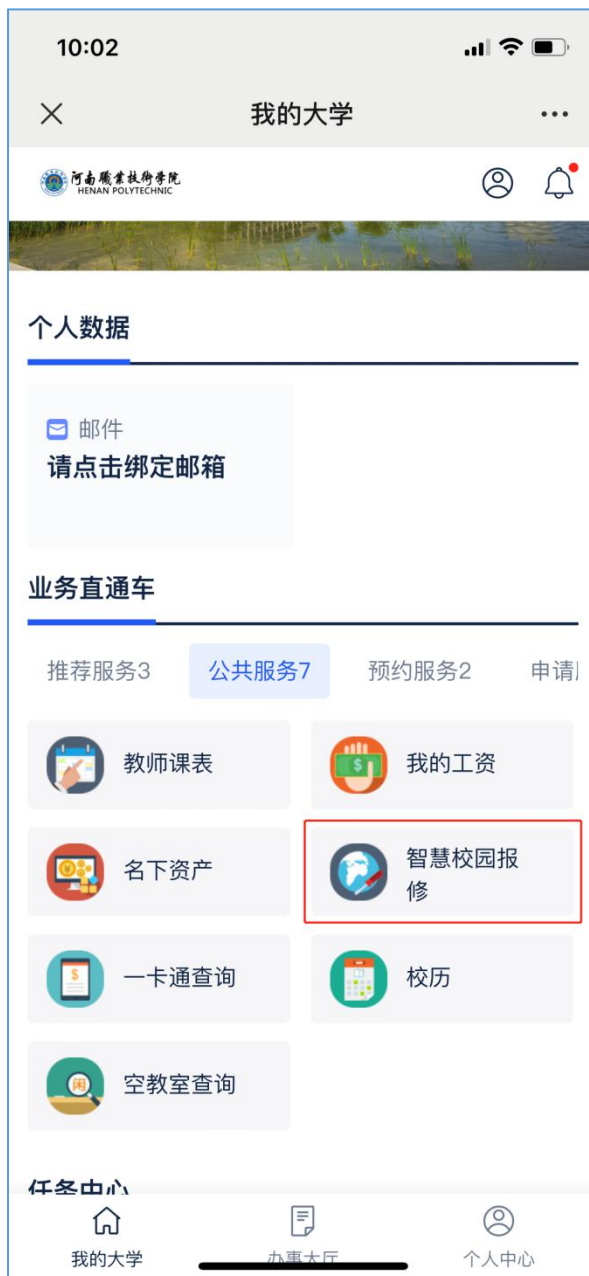 10:02
我的大学
河南职业技术学院
HENAN POLYTECHNIC
个人数据
邮件
请点击绑定邮箱
业务直通车
推荐服务3
公共服务7
预约服务2
申请
教师课表
我的工资
名下资产
智慧校园报
修
一卡通查询
校历
闲
空教室查询
任务中心
我的大学
办事大厅
个人中心